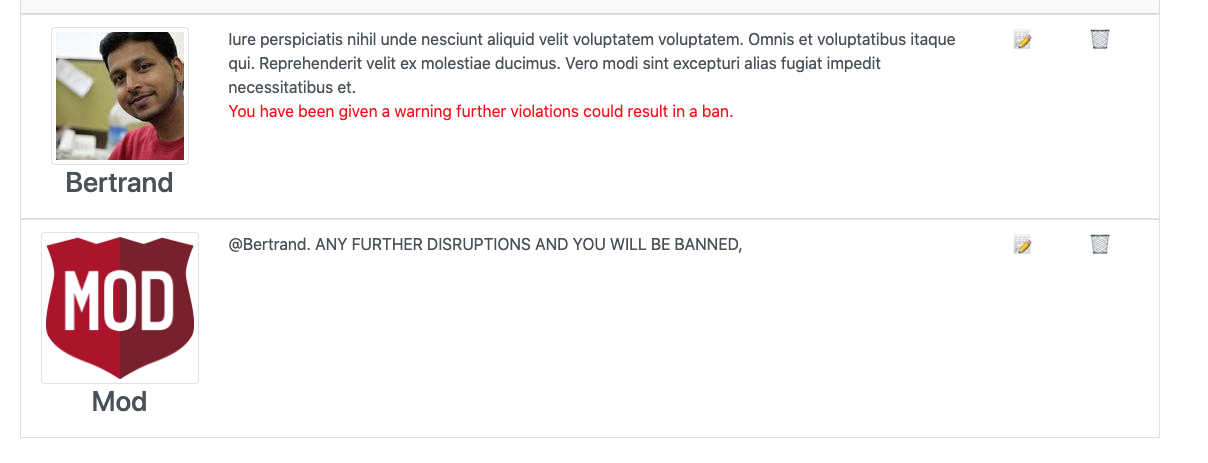 Iure perspiciatis nihil unde nesciunt aliquid velit voluptatem voluptatem. Omnis et voluptatibus itaque
qui. Reprehenderit velit ex molestiae ducimus. Vero modi sint excepturi alias fugiat impedit
necessitatibus et.
You have been given a warning further violations could result in a ban.
Bertrand
@Bertrand. ANY FURTHER DISRUPTIONS AND YOU WILL BE BANNED,
MOD
Mod